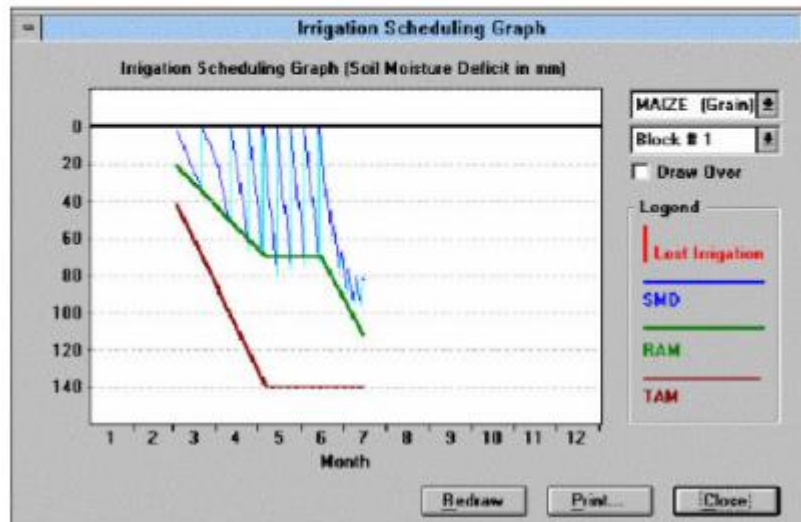 Irrigation Scheduling Graph
Irrigation Scheduling Graph (Soil Moisture Deficit in mm)
MAIZE (Grain)
Block # 1
Draw Over
Legend
Lost Irrigation
SMD
RAM
TAM
0
20
40
60
80
100
120
140
1 2 3 4 5 6 7 8 9 10 11 12
Month
Redraw Print... Close